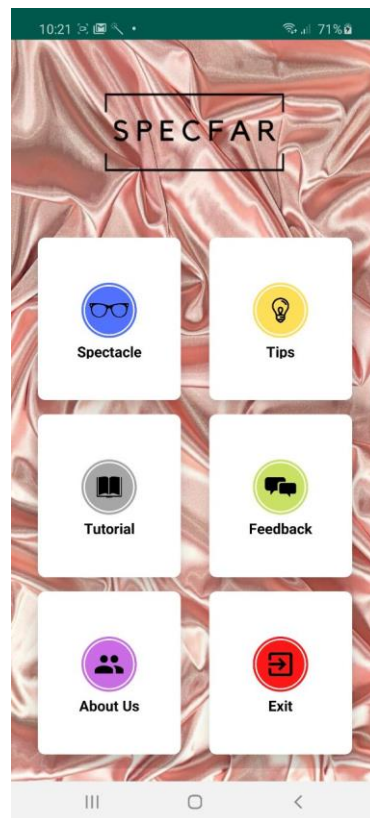 10:21
71%
SPECFAR
Spectacle
Tips
Tutorial
Feedback
About Us
Exit